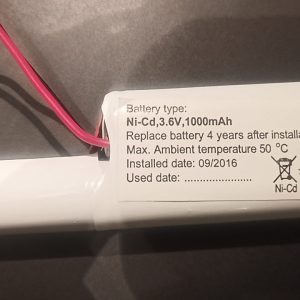 Battery type:
Ni-Cd,3.6V,1000mAh
Replace battery 4 years after installa
Max. Ambient temperature 50 °C
Installed date: 09/2016
Used date: ......................
Ni-Cd